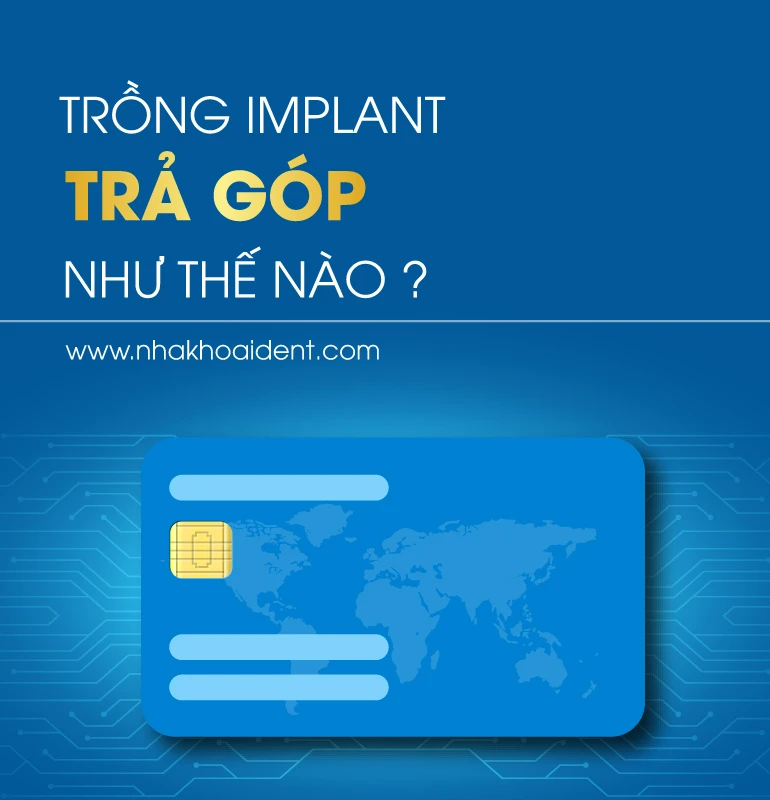 TRỒNG IMPLANT
TRẢ GÓP
NHƯ THẾ NÀO ?
www.nhakhoaident.com